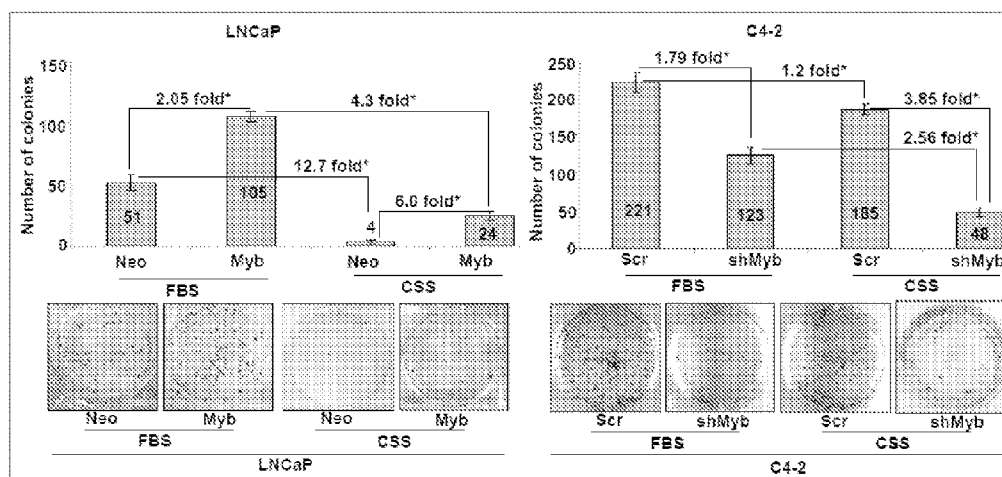 LNCaP
Number of colonies
150
100
50
0
2.05 fold*
4.3 fold*
12.7 fold*
6.0 fold*
51
105
4
24
Neo
Myb
Neo
Myb
FBS
CSS
Neo
Myb
Neo
Myb
FBS
CSS
LNCaP
C4-2
Number of colonies
250
200
150
100
50
0
1.79 fold*
1.2 fold*
3.85 fold*
2.56 fold*
221
123
185
48
Scr
shMyb
Scr
shMyb
FBS
CSS
Scr
shMyb
Scr
shMyb
FBS
CSS
C4-2